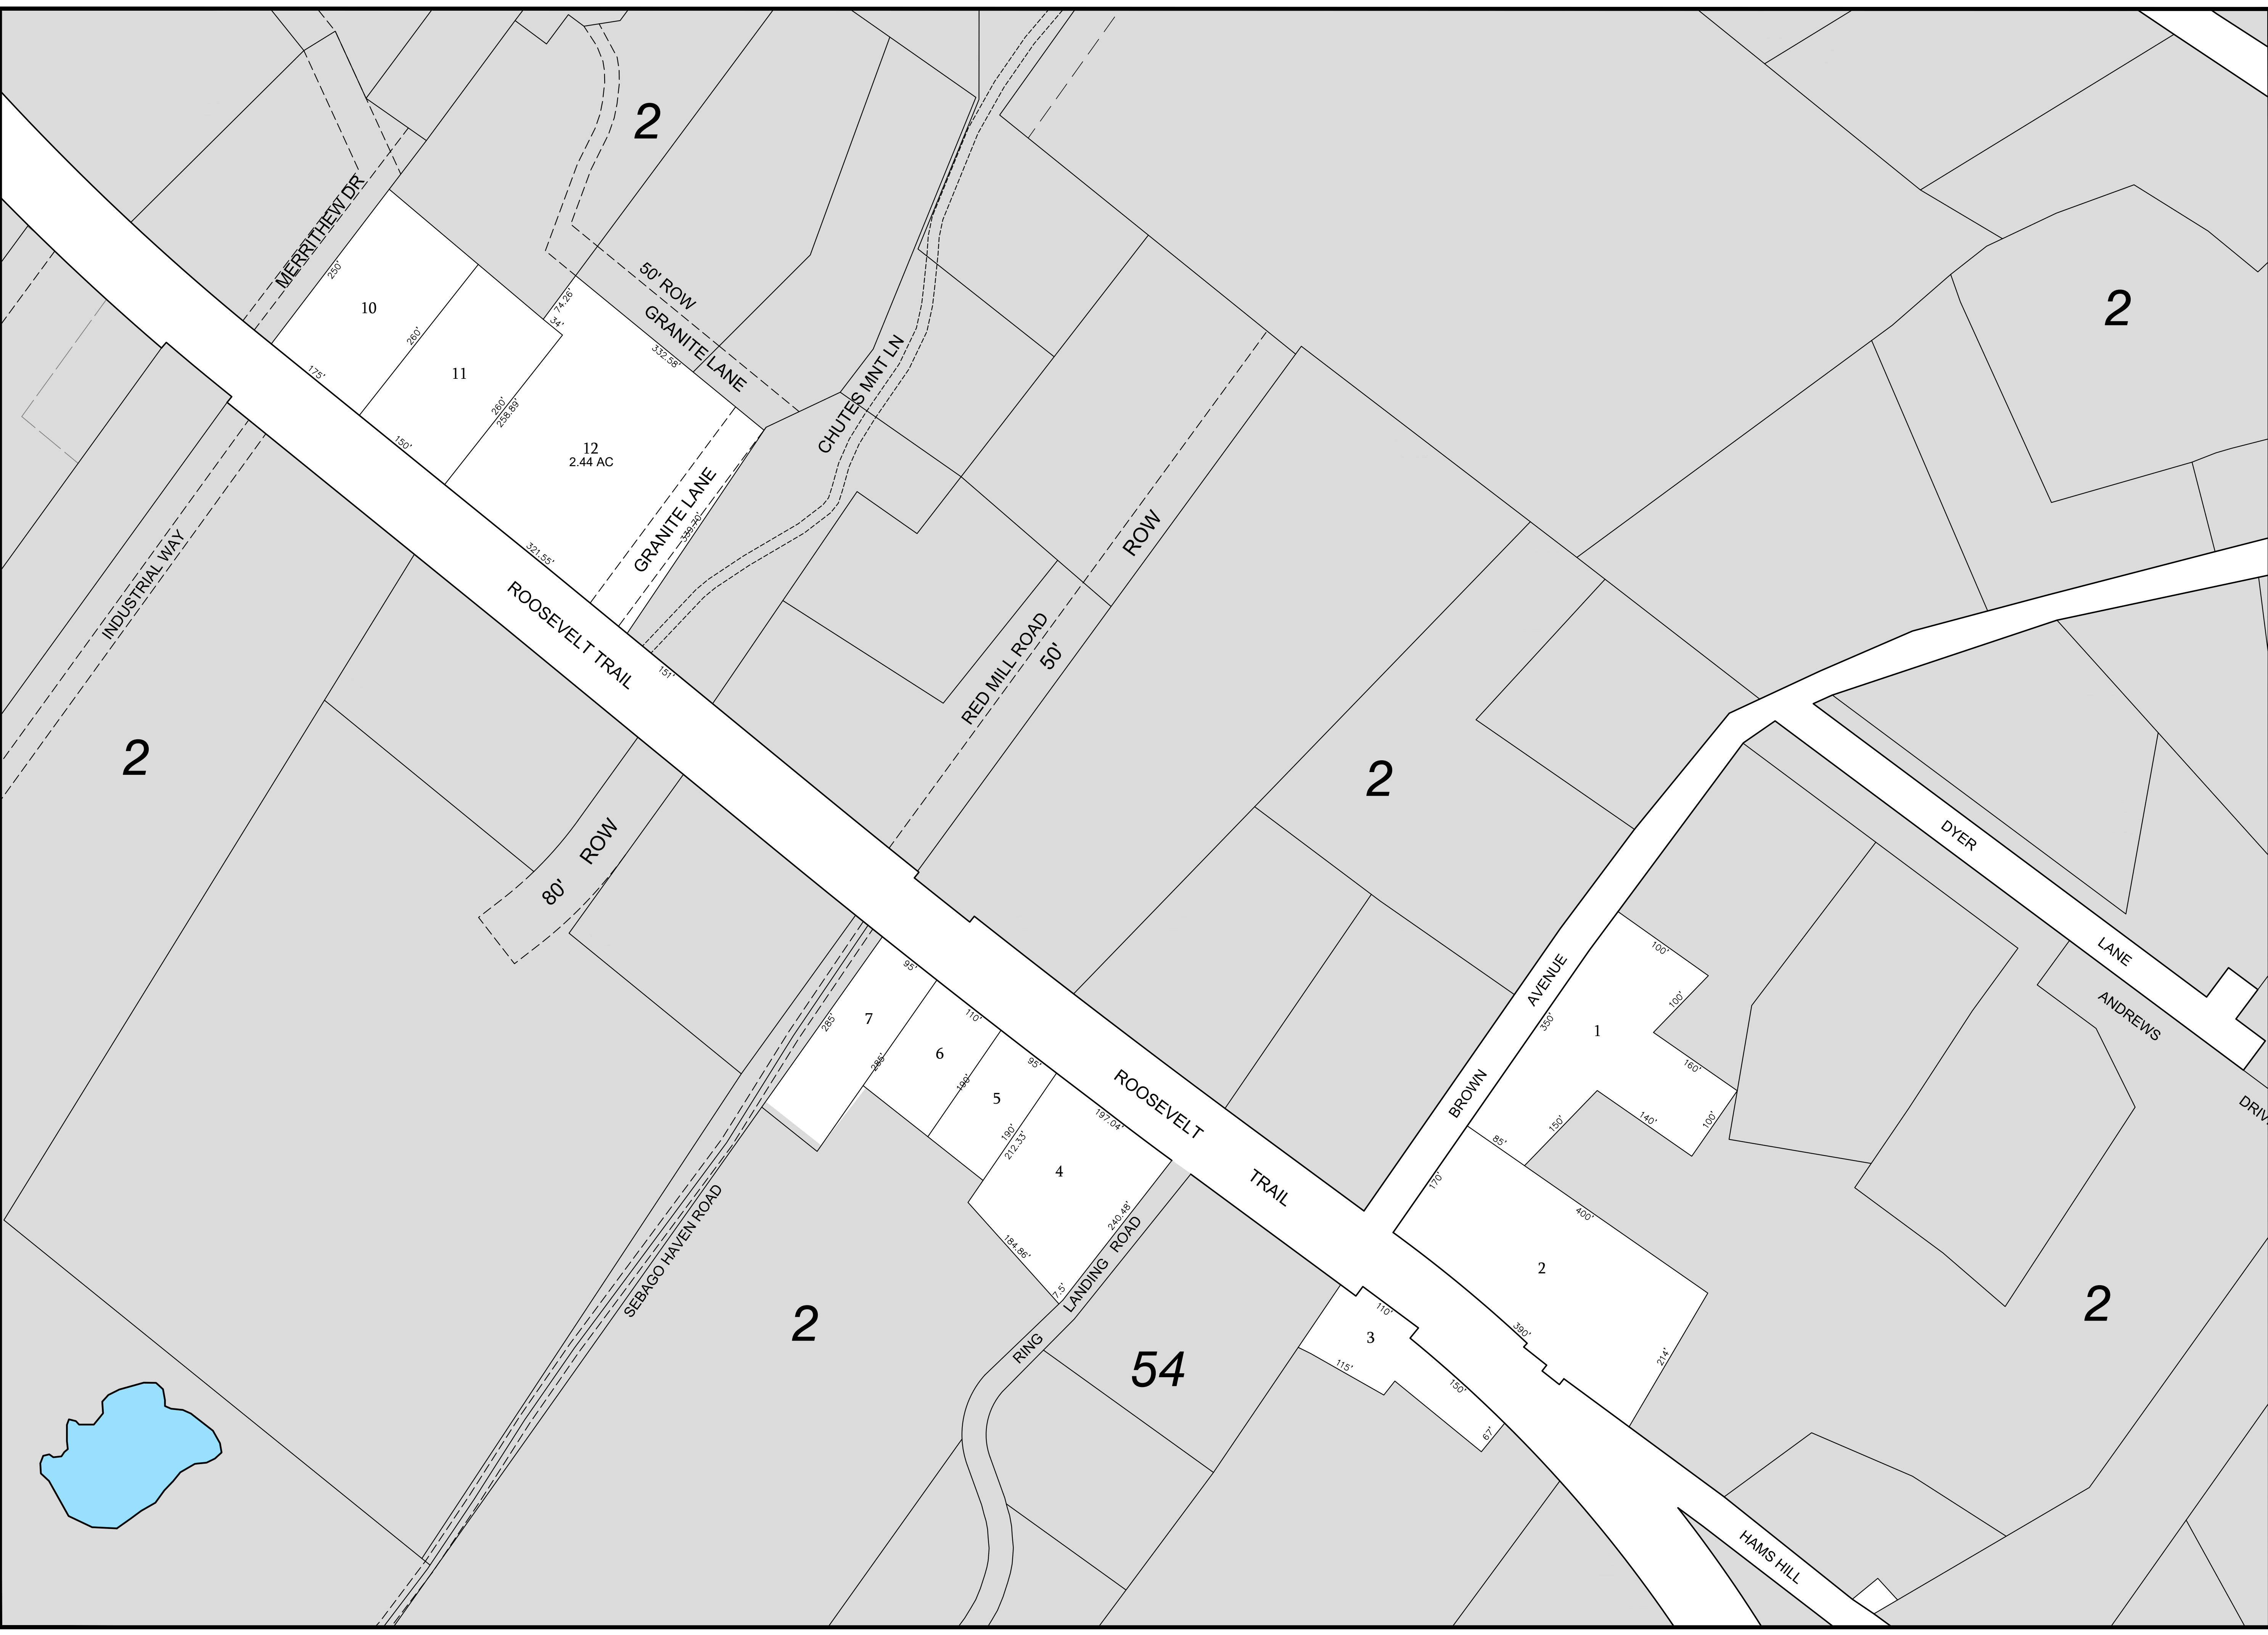 2
MERRITHEW DR
250'
10
175'
260'
11
150'
260'
258.89'
74.26'
34'
50' ROW
GRANITE LANE
332.58'
12
2.44 AC
GRANITE LANE
339.70'
321.55'
CHUTES MNT LN
2
INDUSTRIAL WAY
ROOSEVELT TRAIL
151'
ROW
RED MILL ROAD
50'
2
2
80' ROW
DYER
LANE
ANDREWS
DRIV
BROWN AVENUE
100'
100'
350'
1
160'
100'
140'
150'
85'
95'
7
285'
285'
110'
6
190'
95'
5
190'
212.33'
197.04'
4
240.48'
184.86'
7.5'
ROOSEVELT
TRAIL
170'
400'
2
390'
214'
SEBAGO HAVEN ROAD
2
RING LANDING ROAD
54
110'
3
115'
150'
67'
2
HAMS HILL